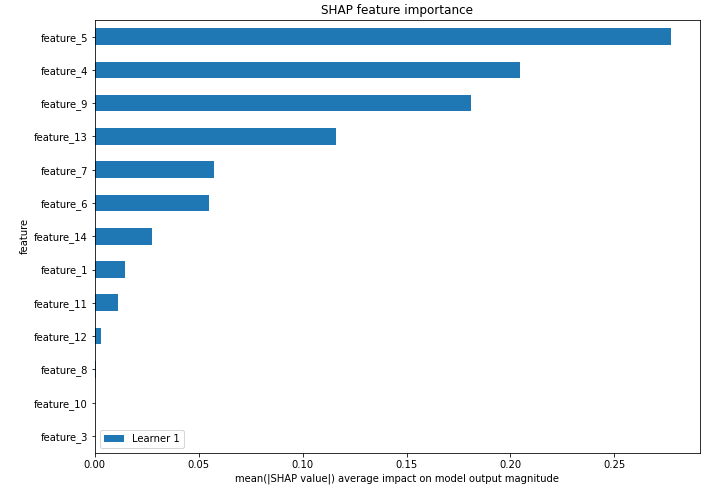 SHAP feature importance
feature_5
feature_4
feature_9
feature_13
feature_7
feature_6
feature_14
feature_1
feature_11
feature_12
feature_8
feature_10
feature_3
feature
Learner 1
0.00 0.05 0.10 0.15 0.20 0.25
mean(|SHAP value|) average impact on model output magnitude